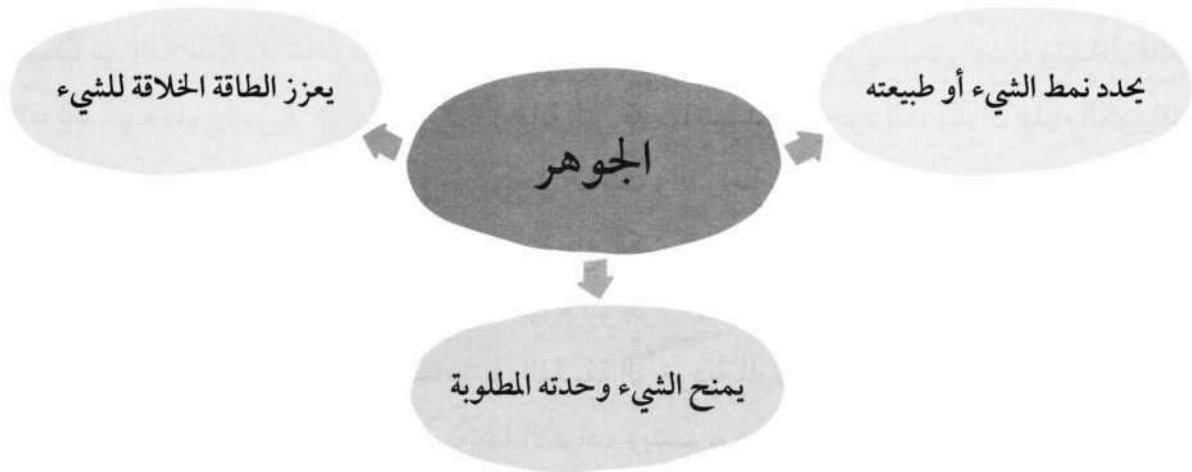 الجوهر
يحدد نمط الشيء أو طبيعته
يمنح الشيء وحدته المطلوبة
يعزز الطاقة الخلاقة للشيء